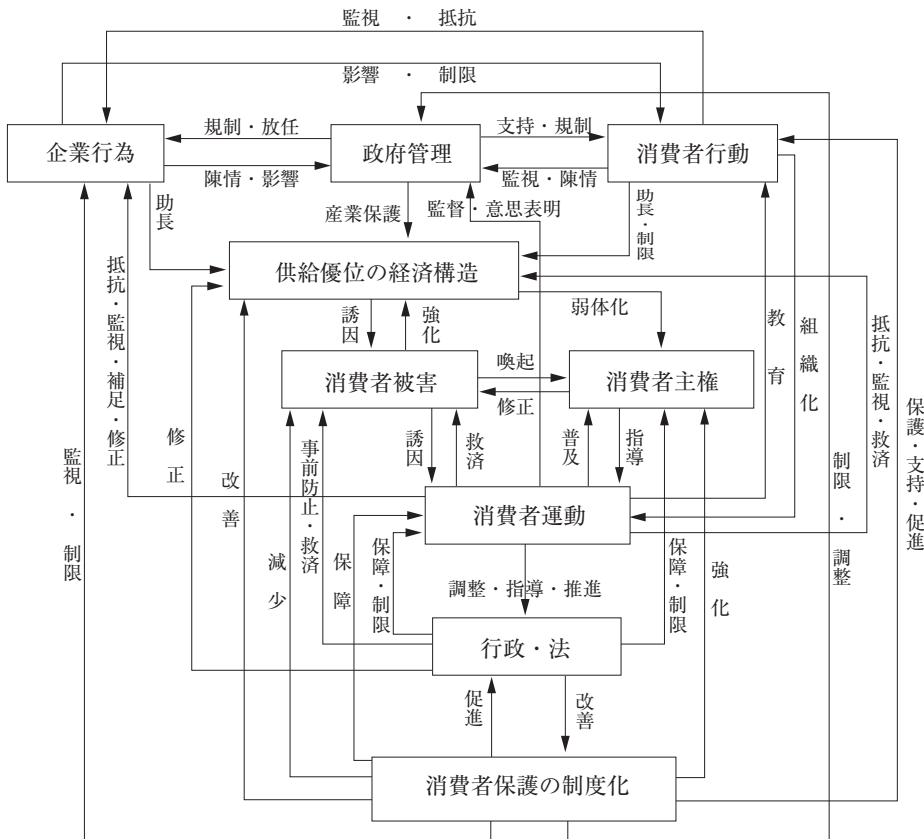 監視 ・ 抵抗
影響 ・ 制限
規制・放任
支持・規制
企業行為
政府管理
消費者行動
陳情・影響
監視・陳情
助長
産業保護
監督・意思表明
助長・制限
供給優位の経済構造
抵抗・監視・補足・修正
誘因
強化
弱体化
教育
組織化
抵抗・監視・救済
消費者被害
喚起
修正
消費者主権
保護・支持・促進
監視・制限
修正
改善
事前防止・救済
誘因
救済
普及
指導
制限・調整
消費者運動
減少
保障
保障・制限
調整・指導・推進
保障・制限
強化
行政・法
促進
改善
消費者保護の制度化